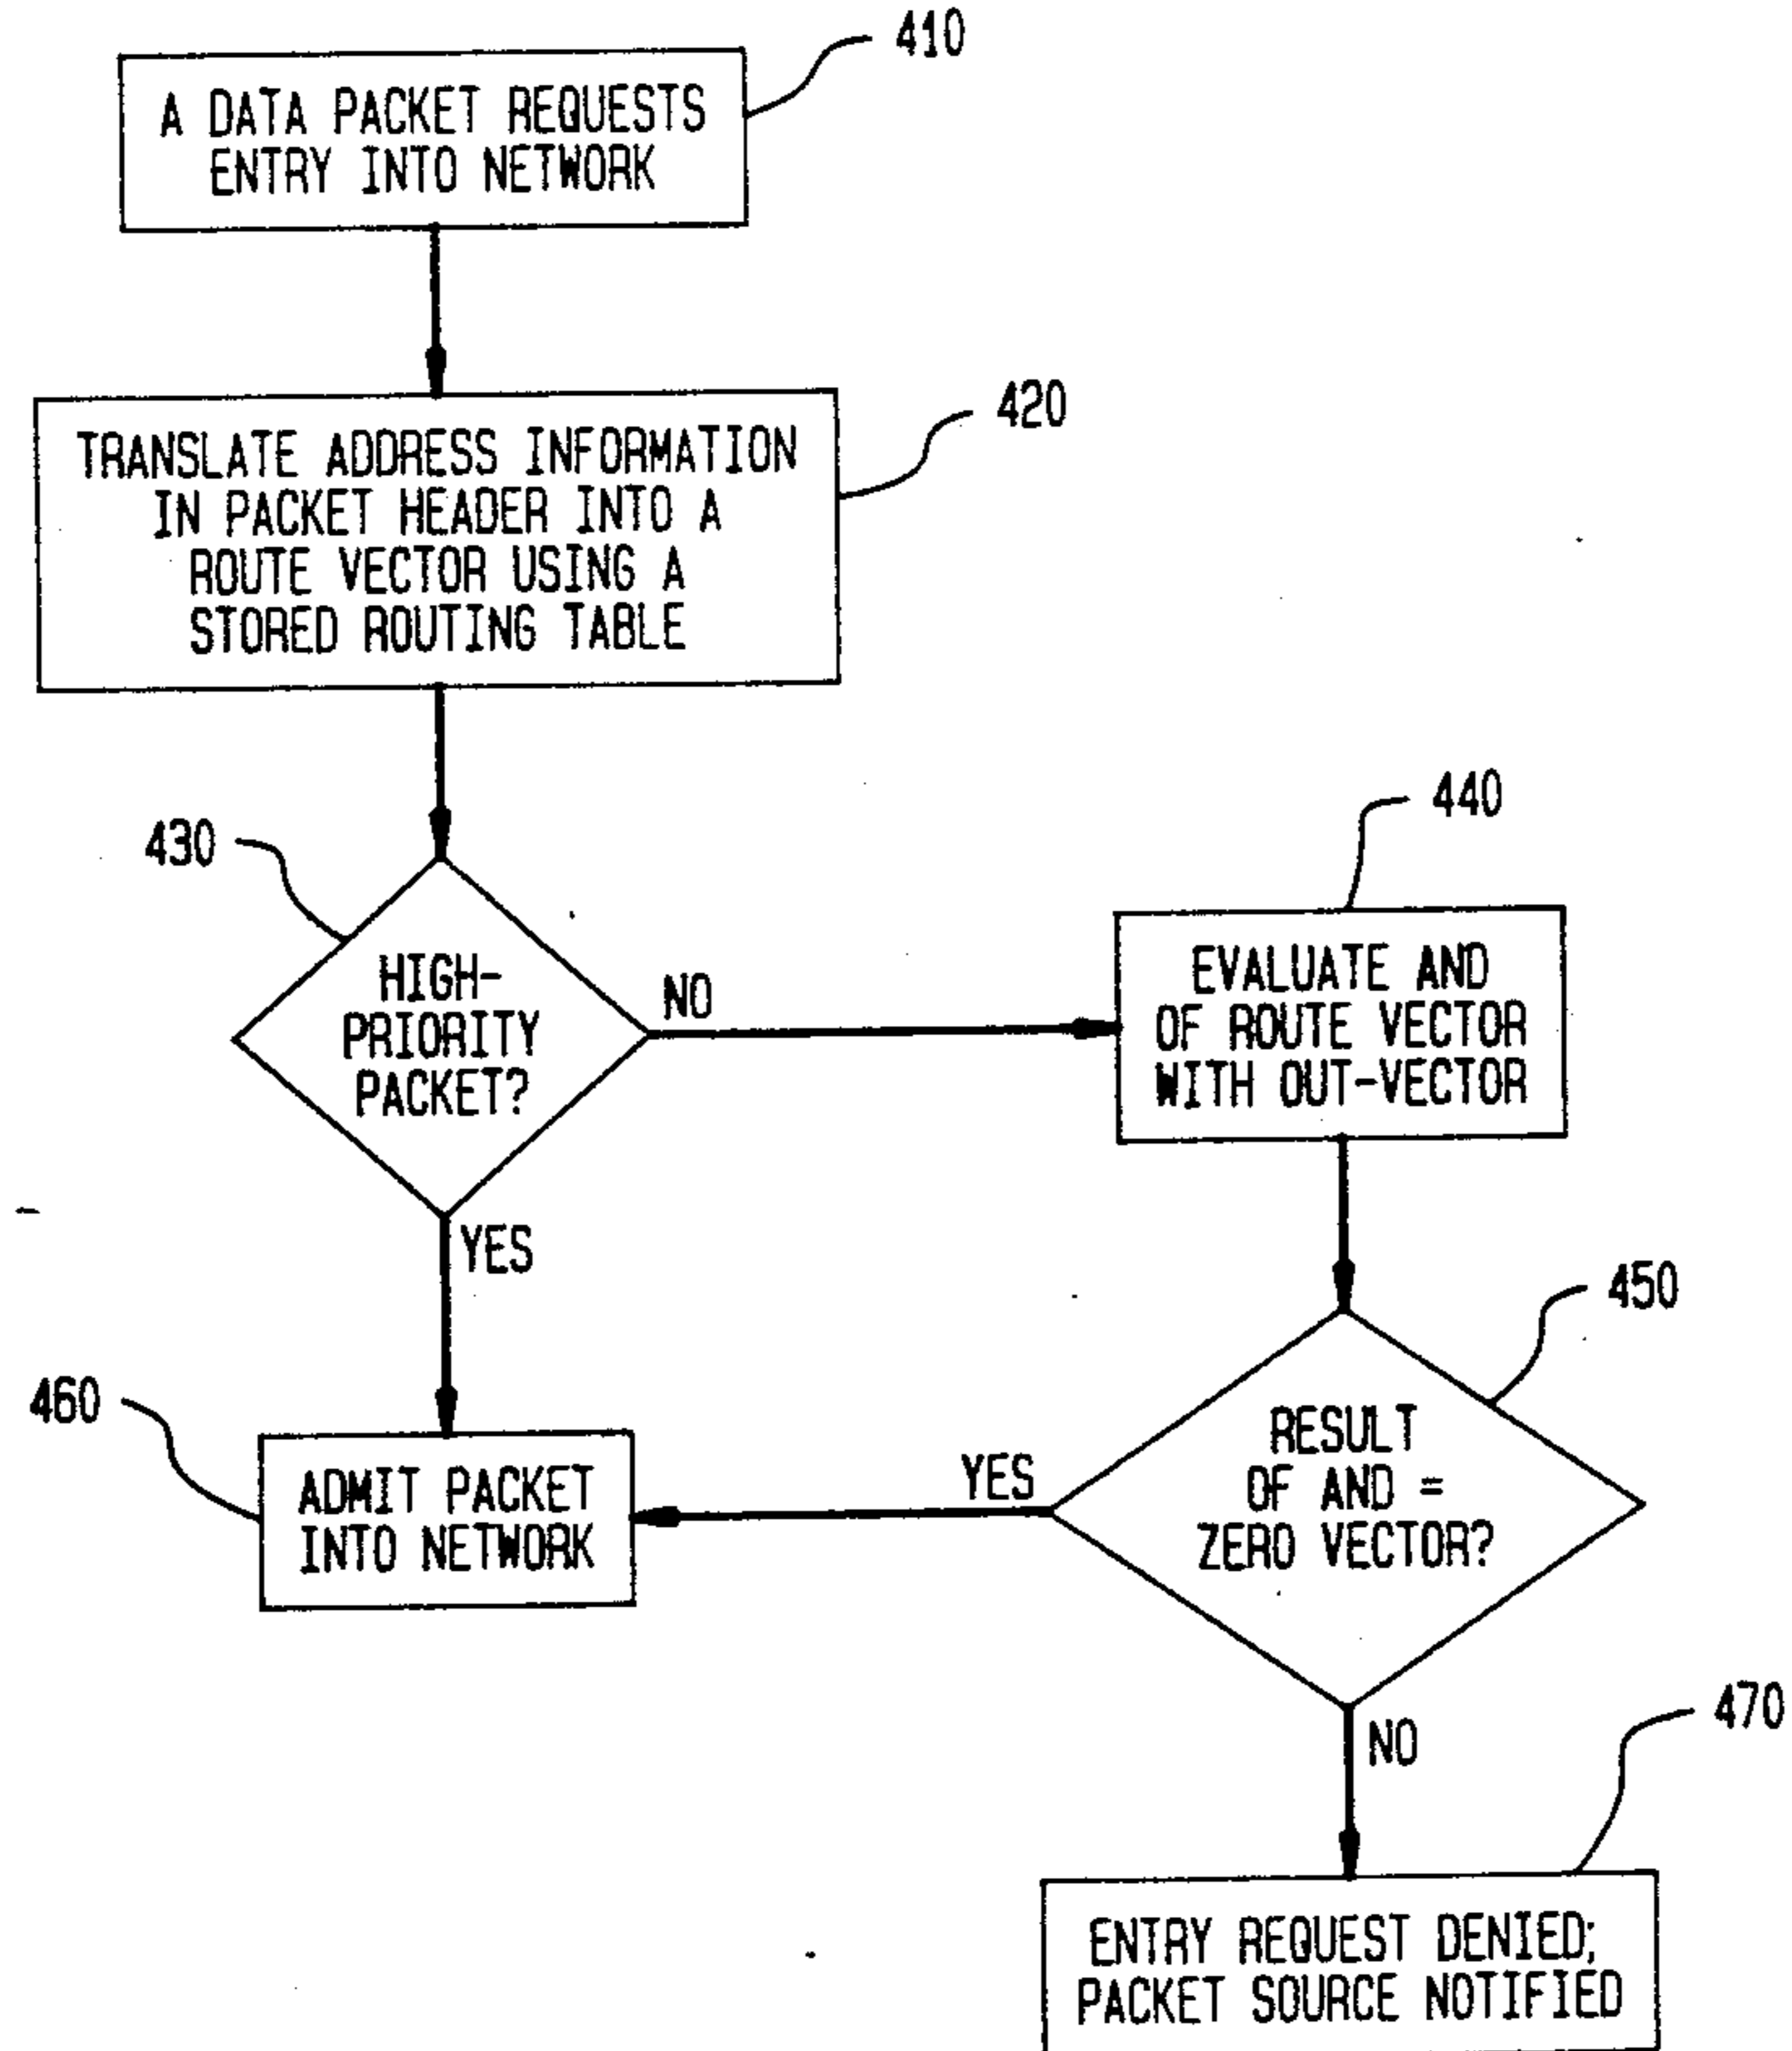 410
A DATA PACKET REQUESTS
ENTRY INTO NETWORK
420
TRANSLATE ADDRESS INFORMATION
IN PACKET HEADER INTO A
ROUTE VECTOR USING A
STORED ROUTING TABLE
430
HIGH-
PRIORITY
PACKET?
NO
YES
440
EVALUATE AND
OF ROUTE VECTOR
WITH OUT-VECTOR
450
RESULT
OF AND =
ZERO VECTOR?
YES
NO
460
ADMIT PACKET
INTO NETWORK
470
ENTRY REQUEST DENIED;
PACKET SOURCE NOTIFIED